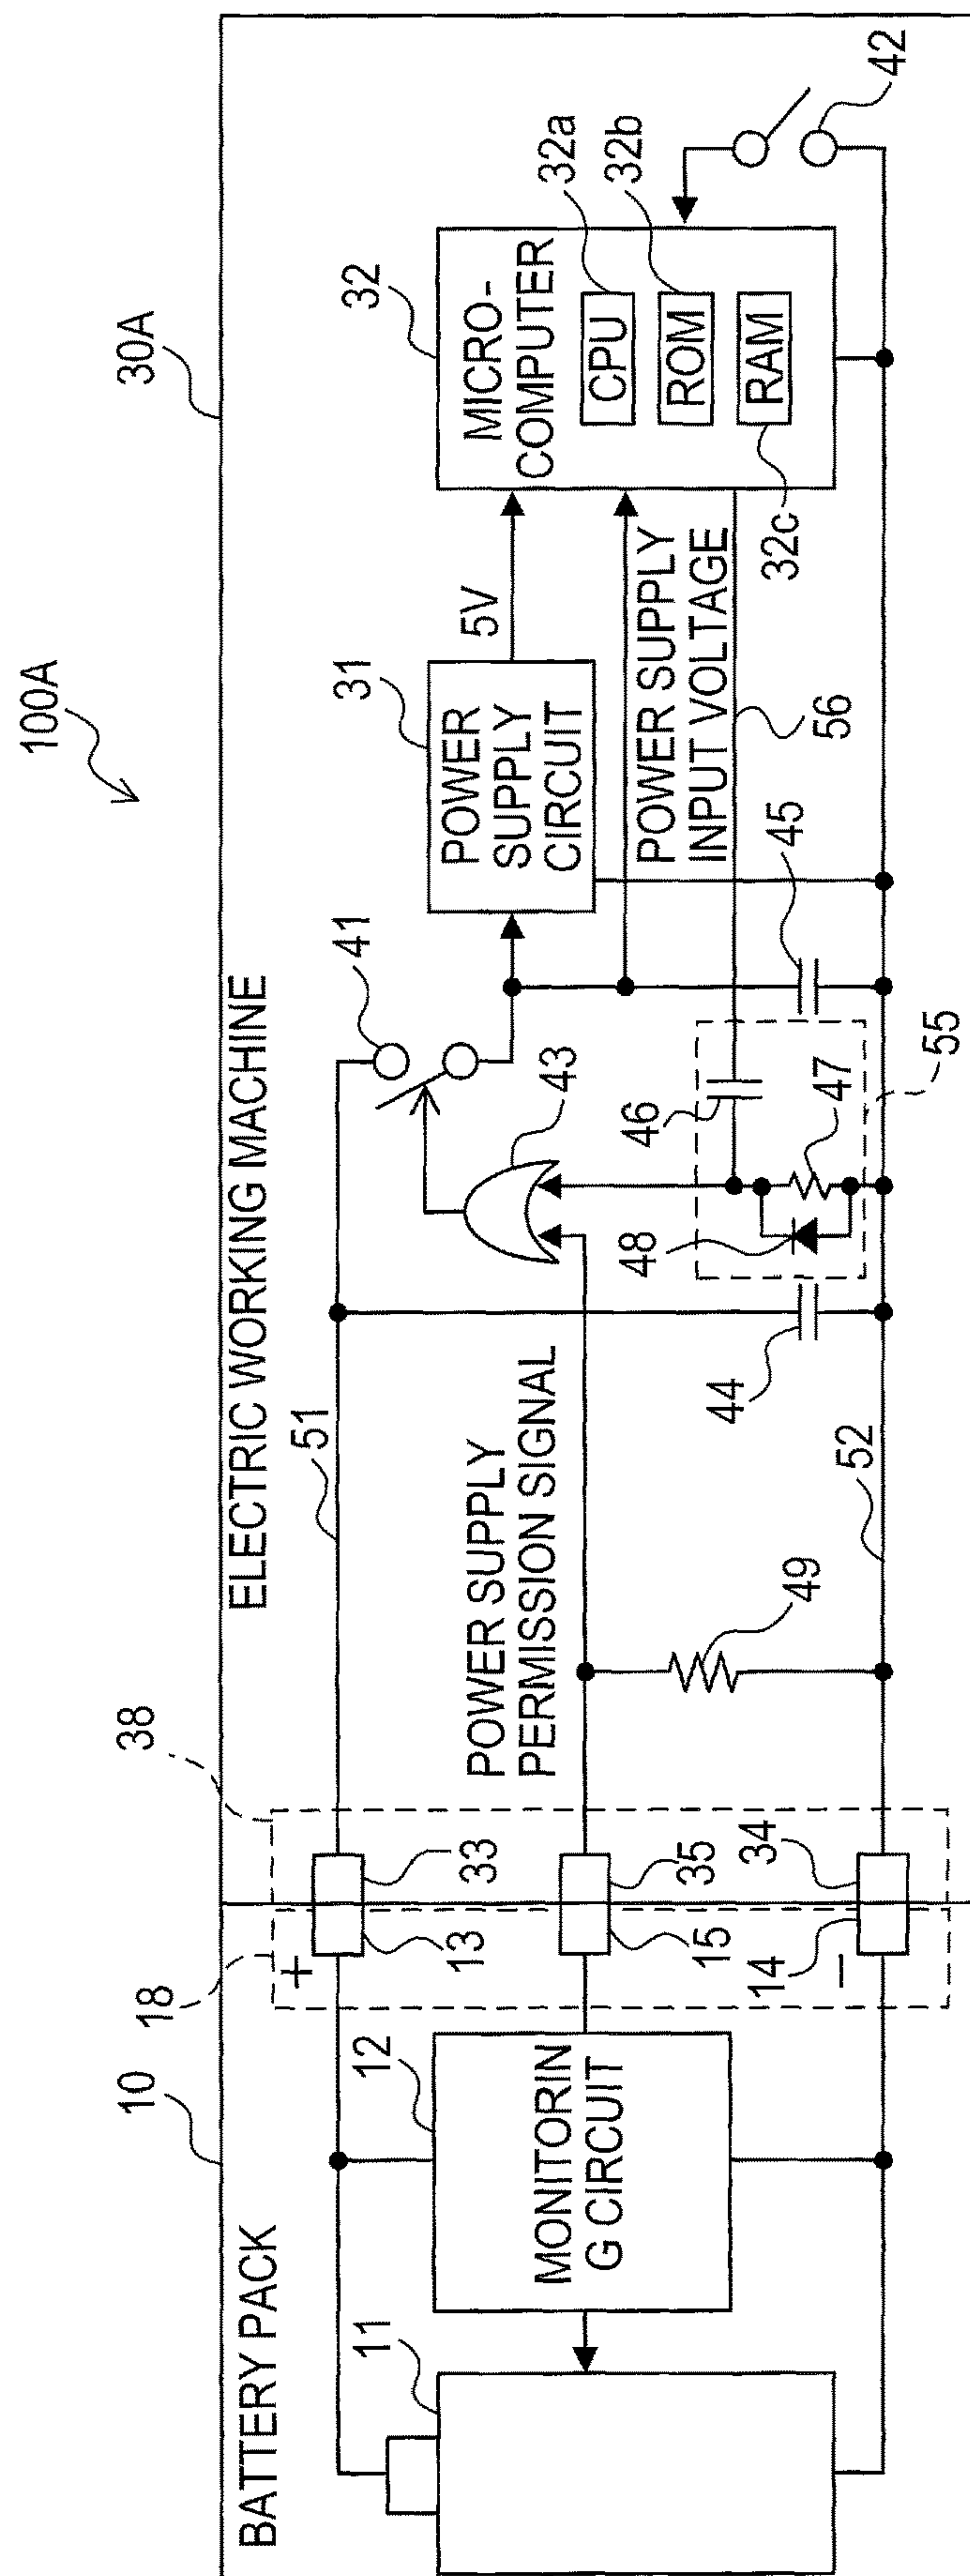 100A
10
18
38
30A
BATTERY PACK
ELECTRIC WORKING MACHINE
11
12
MONITORIN
G CIRCUIT
+
13
33
15
35
14
34
−
51
POWER SUPPLY
PERMISSION SIGNAL
49
52
44
41
43
48
46
47
55
45
31
POWER
SUPPLY
CIRCUIT
5V
POWER SUPPLY
INPUT VOLTAGE
56
32
MICRO-
COMPUTER
CPU
ROM
RAM
32a
32b
32c
42